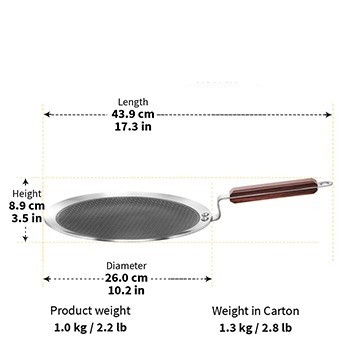 Length
43.9 cm
17.3 in
Height
8.9 cm
3.5 in
Diameter
26.0 cm
10.2 in
Product weight
1.0 kg / 2.2 lb
Weight in Carton
1.3 kg / 2.8 lb